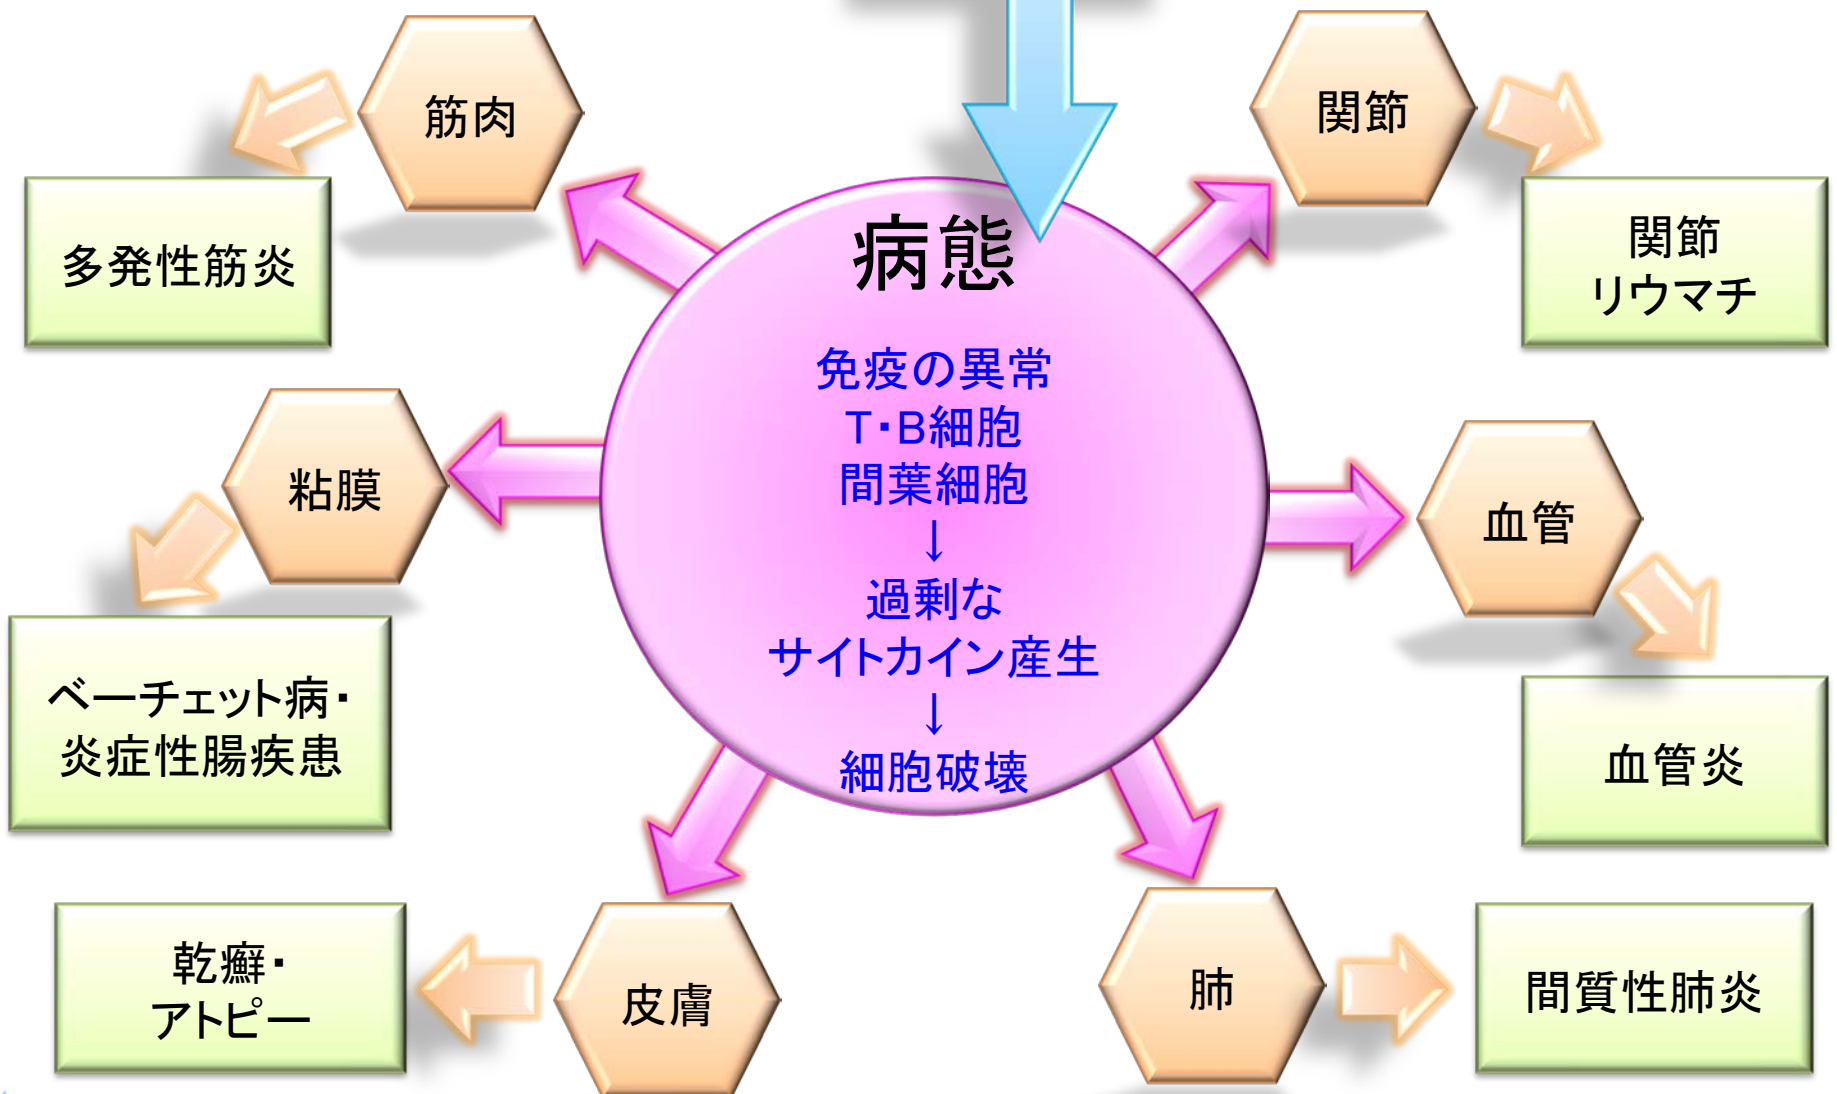 筋肉
関節
多発性筋炎
関節
リウマチ
病態
免疫の異常
T・B細胞
間葉細胞
↓
過剰な
サイトカイン産生
↓
細胞破壊
粘膜
血管
ベーチェット病・
炎症性腸疾患
血管炎
乾癬・
アトピー
皮膚
肺
間質性肺炎